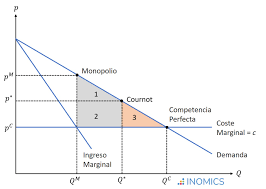 p
1
Monopolio
p^M
Cournot
p*
2
3
Competencia
Perfecta
p^C
Coste
Marginal = c
Ingreso
Marginal
Demanda
Q^M
Q*
Q^C
Q
INOMICS